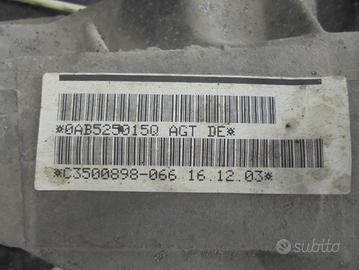 *0AB525015Q AGT DE*
*C3500898-066 16.12.03*
subito